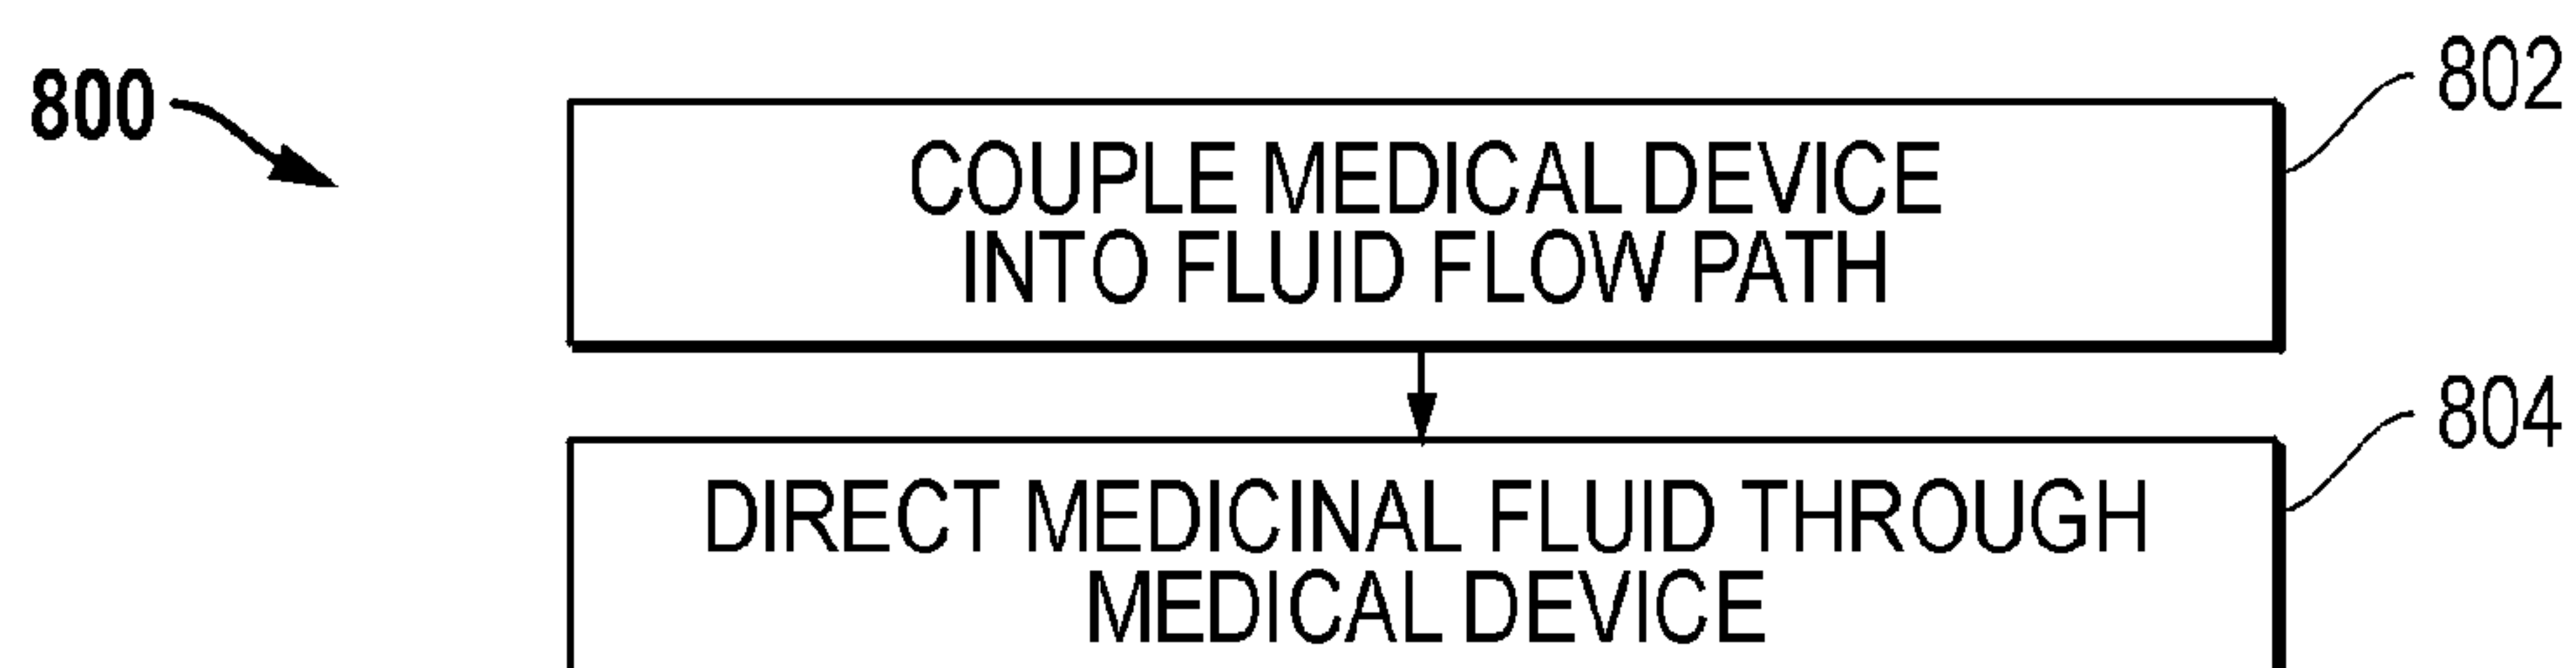 800
802
COUPLE MEDICAL DEVICE
INTO FLUID FLOW PATH
804
DIRECT MEDICINAL FLUID THROUGH
MEDICAL DEVICE